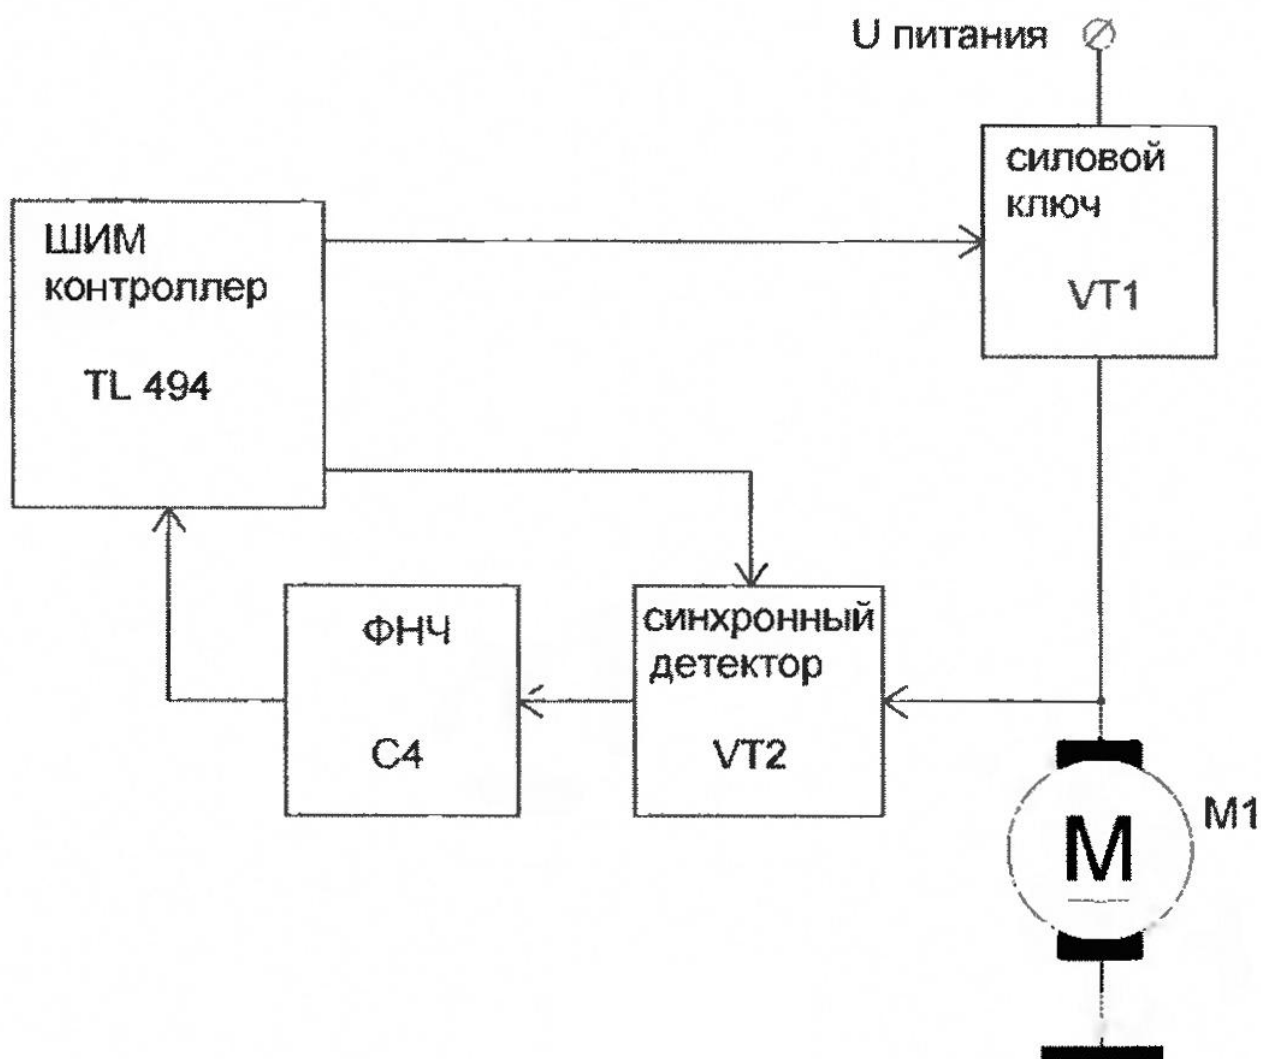 U питания
силовой
ключ
VT1
ШИМ
контроллер
TL 494
ФНЧ
C4
синхронный
детектор
VT2
M
M1